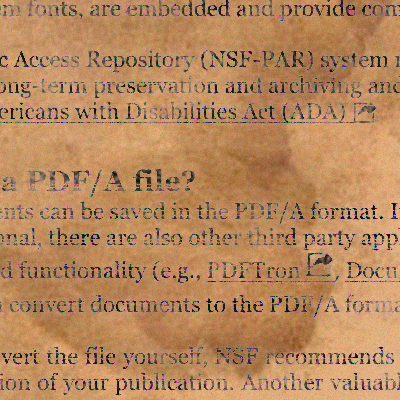 m fonts, are embedded and provide com
c Access Repository (NSF-PAR) system r
ong-term preservation and archiving and
ericans with Disabilities Act (ADA)
a PDF/A file?
ents can be saved in the PDF/A format. I
onal, there are also other third party appl
d functionality (e.g., PDFTron, Docu
n convert documents to the PDF/A forma
vert the file yourself, NSF recommends
ion of your publication. Another valuabl